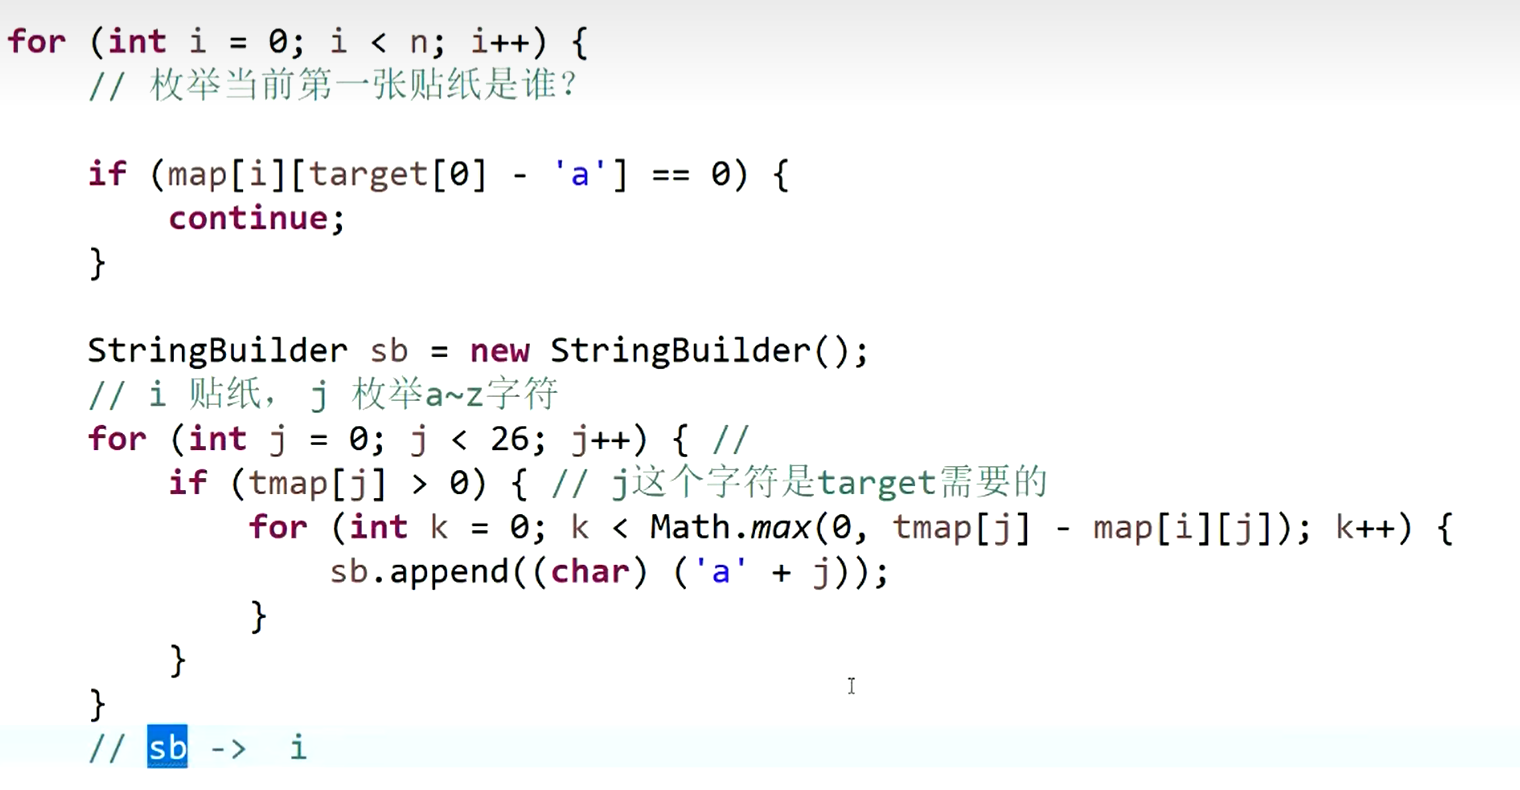 for (int i = 0; i < n; i++) {
// 枚举当前第一张贴纸是谁?
if (map[i][target[0] - 'a'] == 0) {
continue;
}
StringBuilder sb = new StringBuilder();
// i 贴纸, j 枚举a~z字符
for (int j = 0; j < 26; j++) { //
if (tmap[j] > 0) { // j这个字符是target需要的
for (int k = 0; k < Math.max(0, tmap[j] - map[i][j]); k++) {
sb.append((char) ('a' + j));
}
}
}
// sb -> i